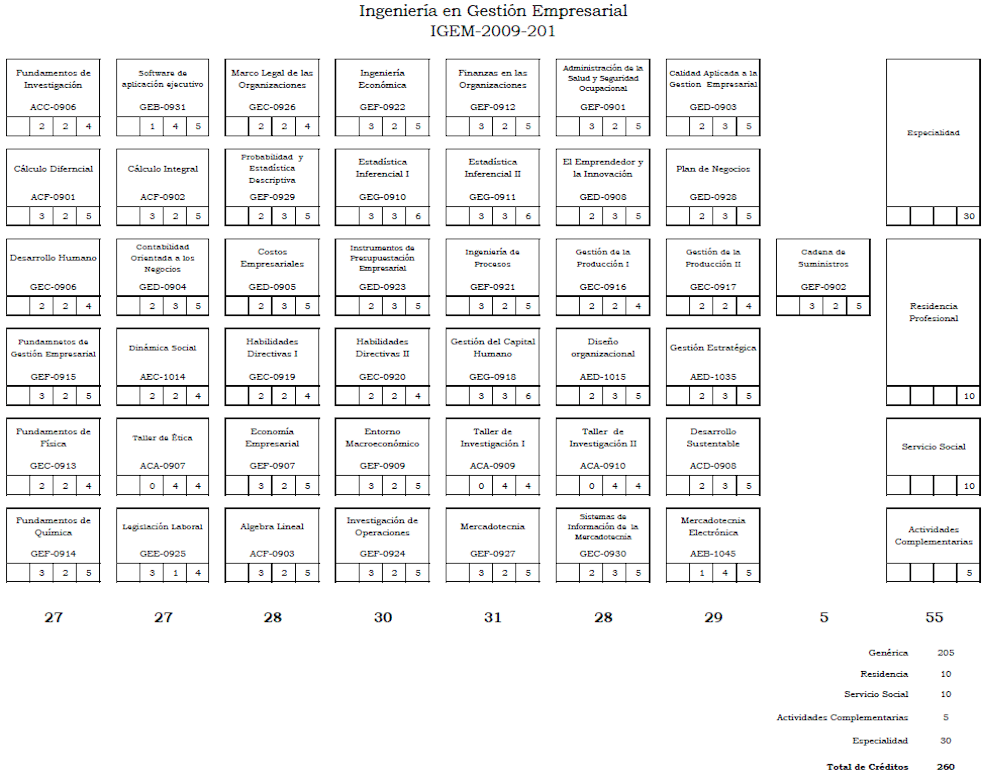 Ingeniería en Gestión Empresarial
IGEM-2009-201
Fundamentos de
Investigación
ACC-0906
2 2 4
Software de
aplicación ejecutivo
GEB-0931
1 4 5
Marco Legal de las
Organizaciones
GEC-0926
2 2 4
Ingeniería
Económica
GEF-0922
3 2 5
Finanzas en las
Organizaciones
GEF-0912
3 2 5
Administración de la
Salud y Seguridad
Ocupacional
GEF-0901
3 2 5
Calidad Aplicada a la
Gestion Empresarial
GED-0903
2 3 5
Especialidad
30
Cálculo Difercnial
ACF-0901
3 2 5
Cálculo Integral
ACF-0902
3 2 5
Probabilidad y
Estadística
Descriptiva
GEF-0929
2 3 5
Estadística
Inferencial I
GEG-0910
3 3 6
Estadística
Inferencial II
GEG-0911
3 3 6
El Emprendedor y
la Innovación
GED-0908
2 3 5
Plan de Negocios
GED-0928
2 3 5
Desarrollo Humano
GEC-0906
2 2 4
Contabilidad
Orientada a los
Negocios
GED-0904
2 3 5
Costos
Empresariales
GED-0905
2 3 5
Instrumentos de
Presupuestación
Empresarial
GED-0923
2 3 5
Ingeniería de
Procesos
GEF-0921
3 2 5
Gestión de la
Producción I
GEC-0916
2 2 4
Gestión de la
Producción II
GEC-0917
2 2 4
Cadena de
Suministros
GEF-0902
3 2 5
Residencia
Profesional
10
Fundamnetos de
Gestión Empresarial
GEF-0915
3 2 5
Dinámica Social
AEC-1014
2 2 4
Habilidades
Directivas I
GEC-0919
2 2 4
Habilidades
Directivas II
GEC-0920
2 2 4
Gestión del Capital
Humano
GEG-0918
3 3 6
Diseño
organizacional
AED-1015
2 3 5
Gestión Estratégica
AED-1035
2 3 5
Fundamentos de
Física
GEC-0913
2 2 4
Taller de Ética
ACA-0907
0 4 4
Economía
Empresarial
GEF-0907
3 2 5
Entorno
Macroeconómico
GEF-0909
3 2 5
Taller de
Investigación I
ACA-0909
0 4 4
Taller de
Investigación II
ACA-0910
0 4 4
Desarrollo
Sustentable
ACD-0908
2 3 5
Servicio Social
10
Fundamentos de
Química
GEF-0914
3 2 5
Legislación Laboral
GEE-0925
3 1 4
Algebra Lineal
ACF-0903
3 2 5
Investigación de
Operaciones
GEF-0924
3 2 5
Mercadotecnia
GEF-0927
3 2 5
Sistemas de
Información de la
Mercadotecnia
GEC-0930
2 3 5
Mercadotecnia
Electrónica
AEB-1045
1 4 5
Actividades
Complementarias
5
27 27 28 30 31 28 29 5 55
Genérica 205
Residencia 10
Servicio Social 10
Actividades Complementarias 5
Especialidad 30
Total de Créditos 260